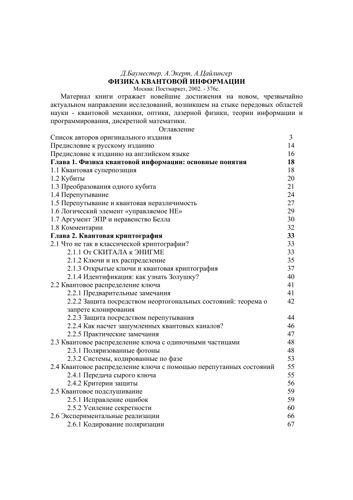 Д.Бауместер, А.Экерт, А.Цайлингер
ФИЗИКА КВАНТОВОЙ ИНФОРМАЦИИ
Москва: Постмаркет, 2002. - 376с.
Материал книги отражает новейшие достижения на новом, чрезвычайно
актуальном направлении исследований, возникшем на стыке передовых областей
науки - квантовой механики, оптики, лазерной физики, теории информации и
программирования, дискретной математики.
Оглавление
Список авторов оригинального издания 3
Предисловие к русскому изданию 14
Предисловие к изданию на английском языке 16
Глава 1. Физика квантовой информации: основные понятия 18
1.1 Квантовая суперпозиция 18
1.2 Кубиты 20
1.3 Преобразования одного кубита 21
1.4 Перепутывание 24
1.5 Перепутывание и квантовая неразличимость 27
1.6 Логический элемент «управляемое НЕ» 29
1.7 Аргумент ЭПР и неравенство Белла 30
1.8 Комментарии 32
Глава 2. Квантовая криптография 33
2.1 Что не так в классической криптографии? 33
2.1.1 От СКИТАЛА к ЭНИГМЕ 33
2.1.2 Ключи и их распределение 35
2.1.3 Открытые ключи и квантовая криптография 37
2.1.4 Идентификация: как узнать Золушку? 40
2.2 Квантовое распределение ключа 41
2.2.1 Предварительные замечания 41
2.2.2 Защита посредством неортогональных состояний: теорема о 42
запрете клонирования
2.2.3 Защита посредством перепутывания 44
2.2.4 Как насчет зашумленных квантовых каналов? 46
2.2.5 Практические замечания 47
2.3 Квантовое распределение ключа с одиночными частицами 48
2.3.1 Поляризованные фотоны 48
2.3.2 Системы, кодированные по фазе 53
2.4 Квантовое распределение ключа с помощью перепутанных состояний 55
2.4.1 Передача сырого ключа 55
2.4.2 Критерии защиты 56
2.5 Квантовое подслушивание 59
2.5.1 Исправление ошибок 59
2.5.2 Усиление секретности 60
2.6 Экспериментальные реализации 66
2.6.1 Кодирование поляризации 67